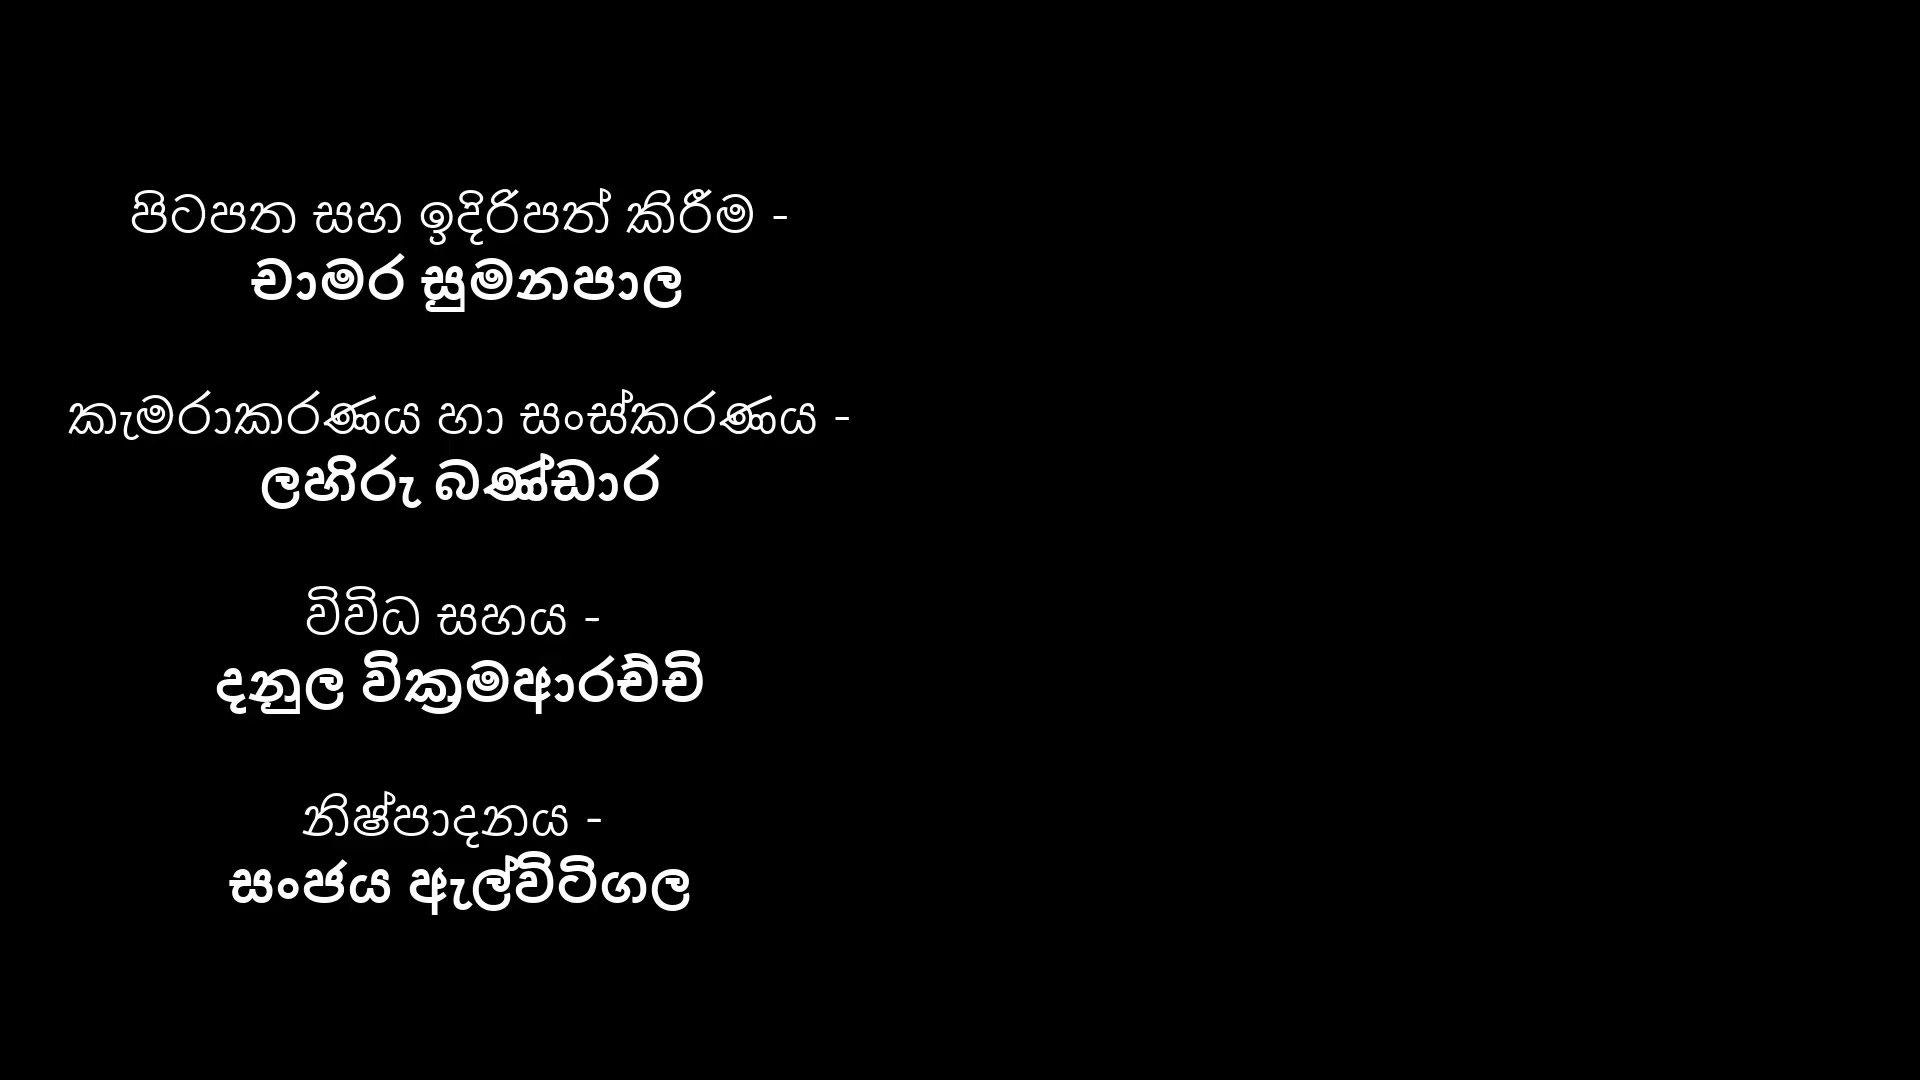 පිටපත සහ ඉදිරිපත් කිරීම -
චාමර සුමනපාල
කැමරාකරණය හා සංස්කරණය -
ලහිරු බණ්ඩාර
විවිධ සහය -
දනුල වික්‍රමආරච්චි
නිෂ්පාදනය -
සංජය ඇල්විටිගල